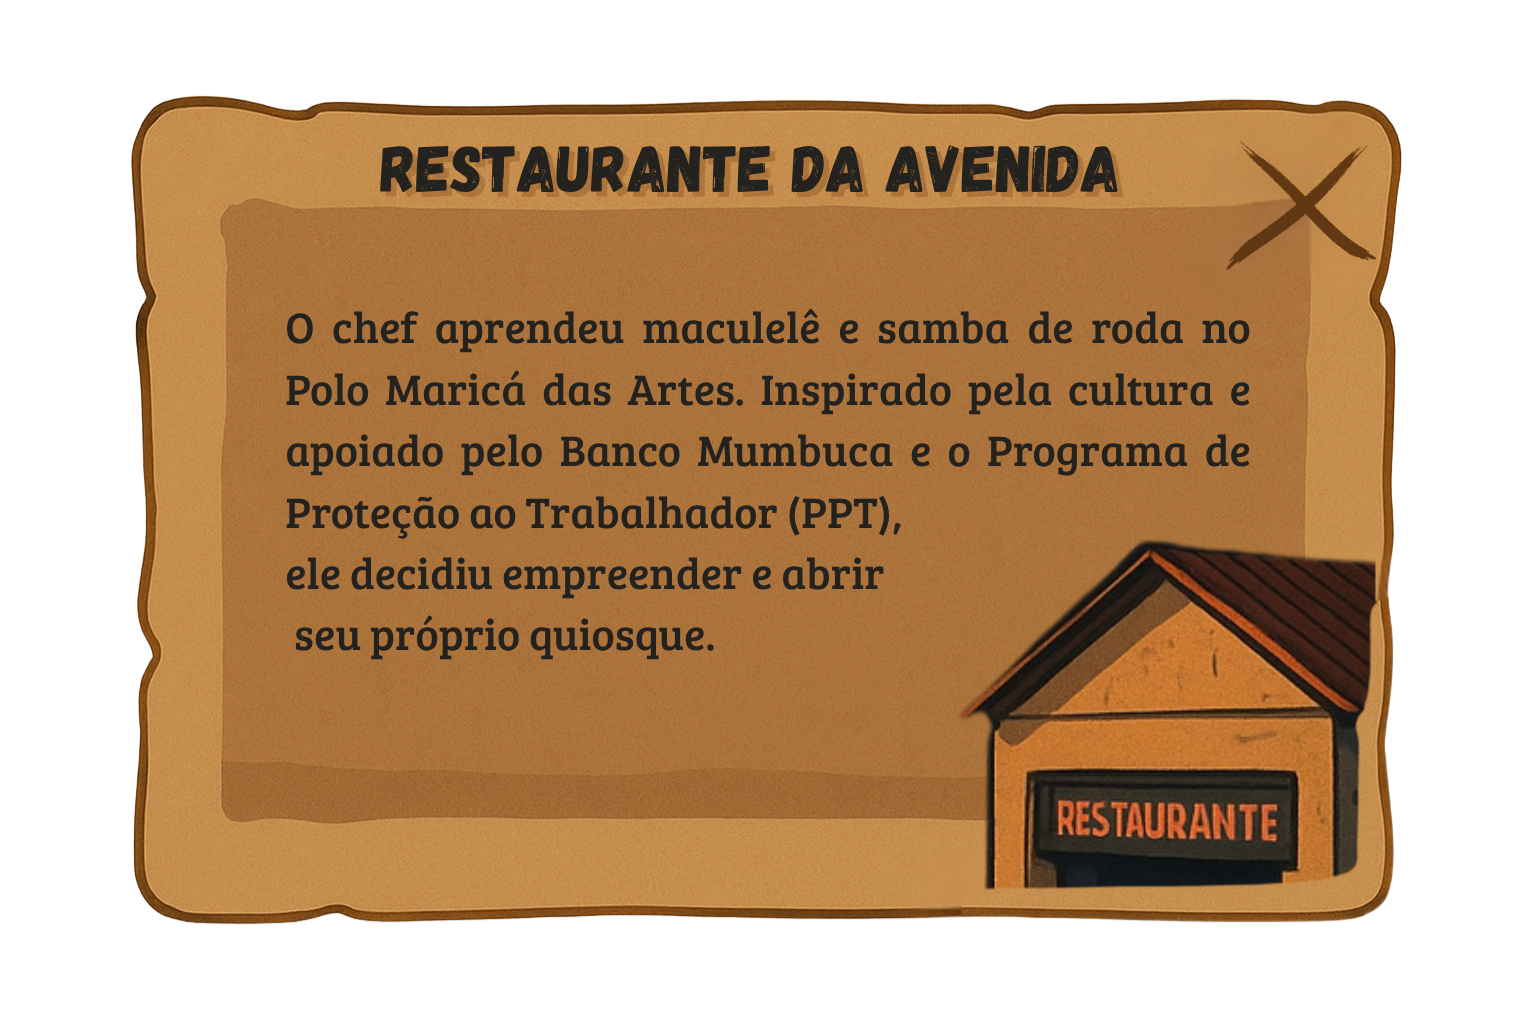 RESTAURANTE DA AVENIDA
O chef aprendeu maculelê e samba de roda no
Polo Maricá das Artes. Inspirado pela cultura e
apoiado pelo Banco Mumbuca e o Programa de
Proteção ao Trabalhador (PPT),
ele decidiu empreender e abrir
seu próprio quiosque.
RESTAURANTE